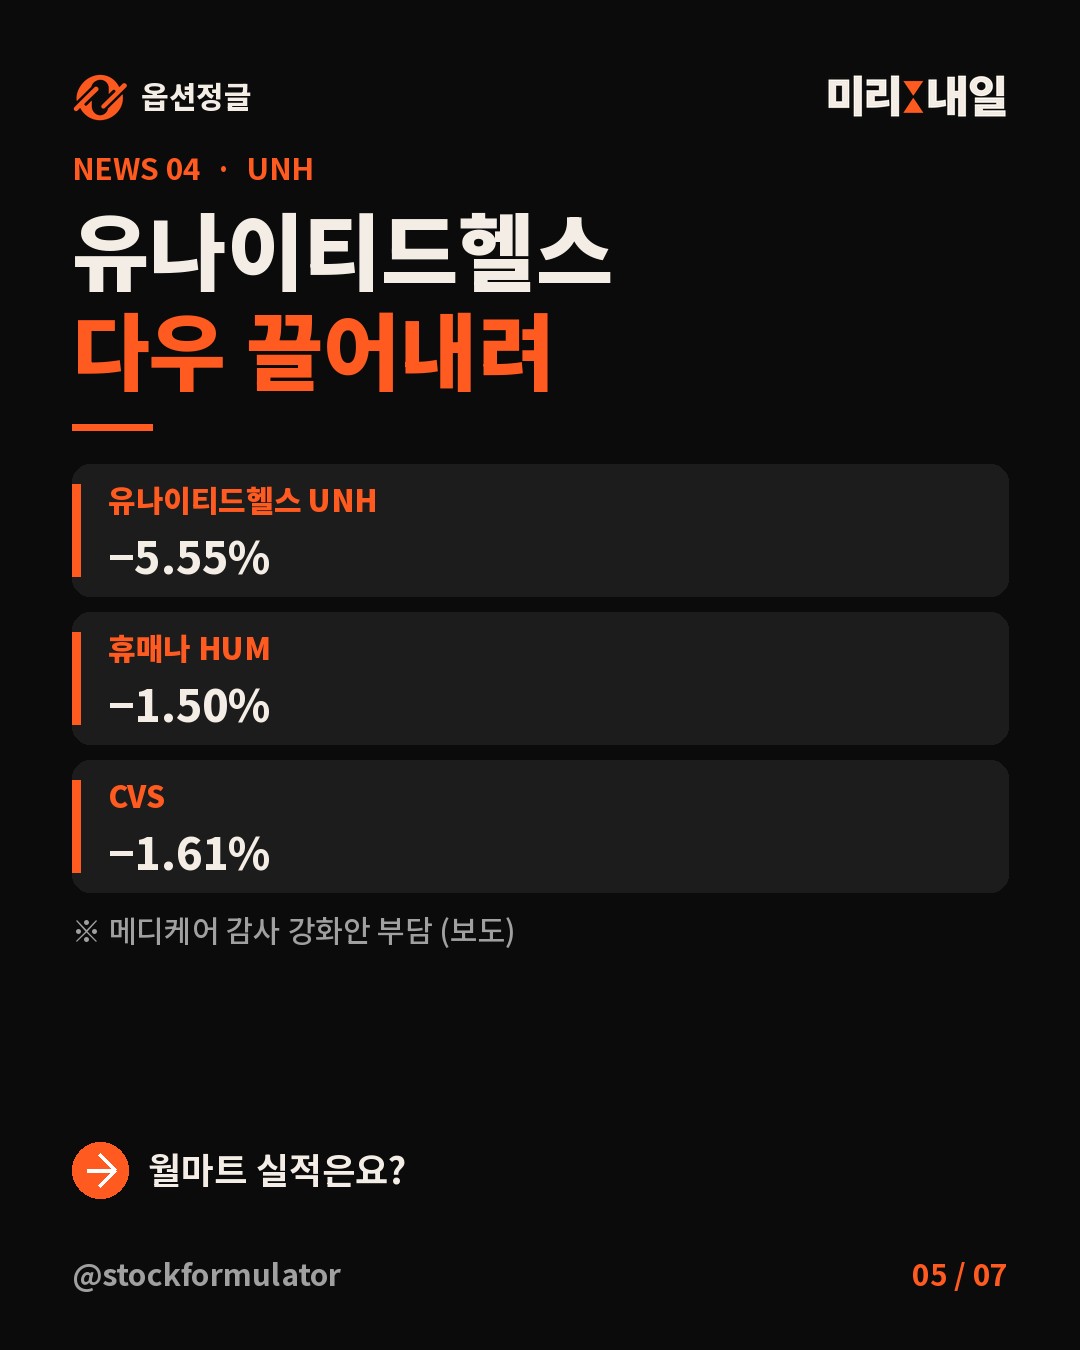 옵션정글
미리내일
NEWS 04 · UNH
유나이티드헬스
다우 끌어내려
유나이티드헬스 UNH
−5.55%
휴매나 HUM
−1.50%
CVS
−1.61%
※ 메디케어 감사 강화안 부담 (보도)
월마트 실적은요?
@stockformulator
05 / 07